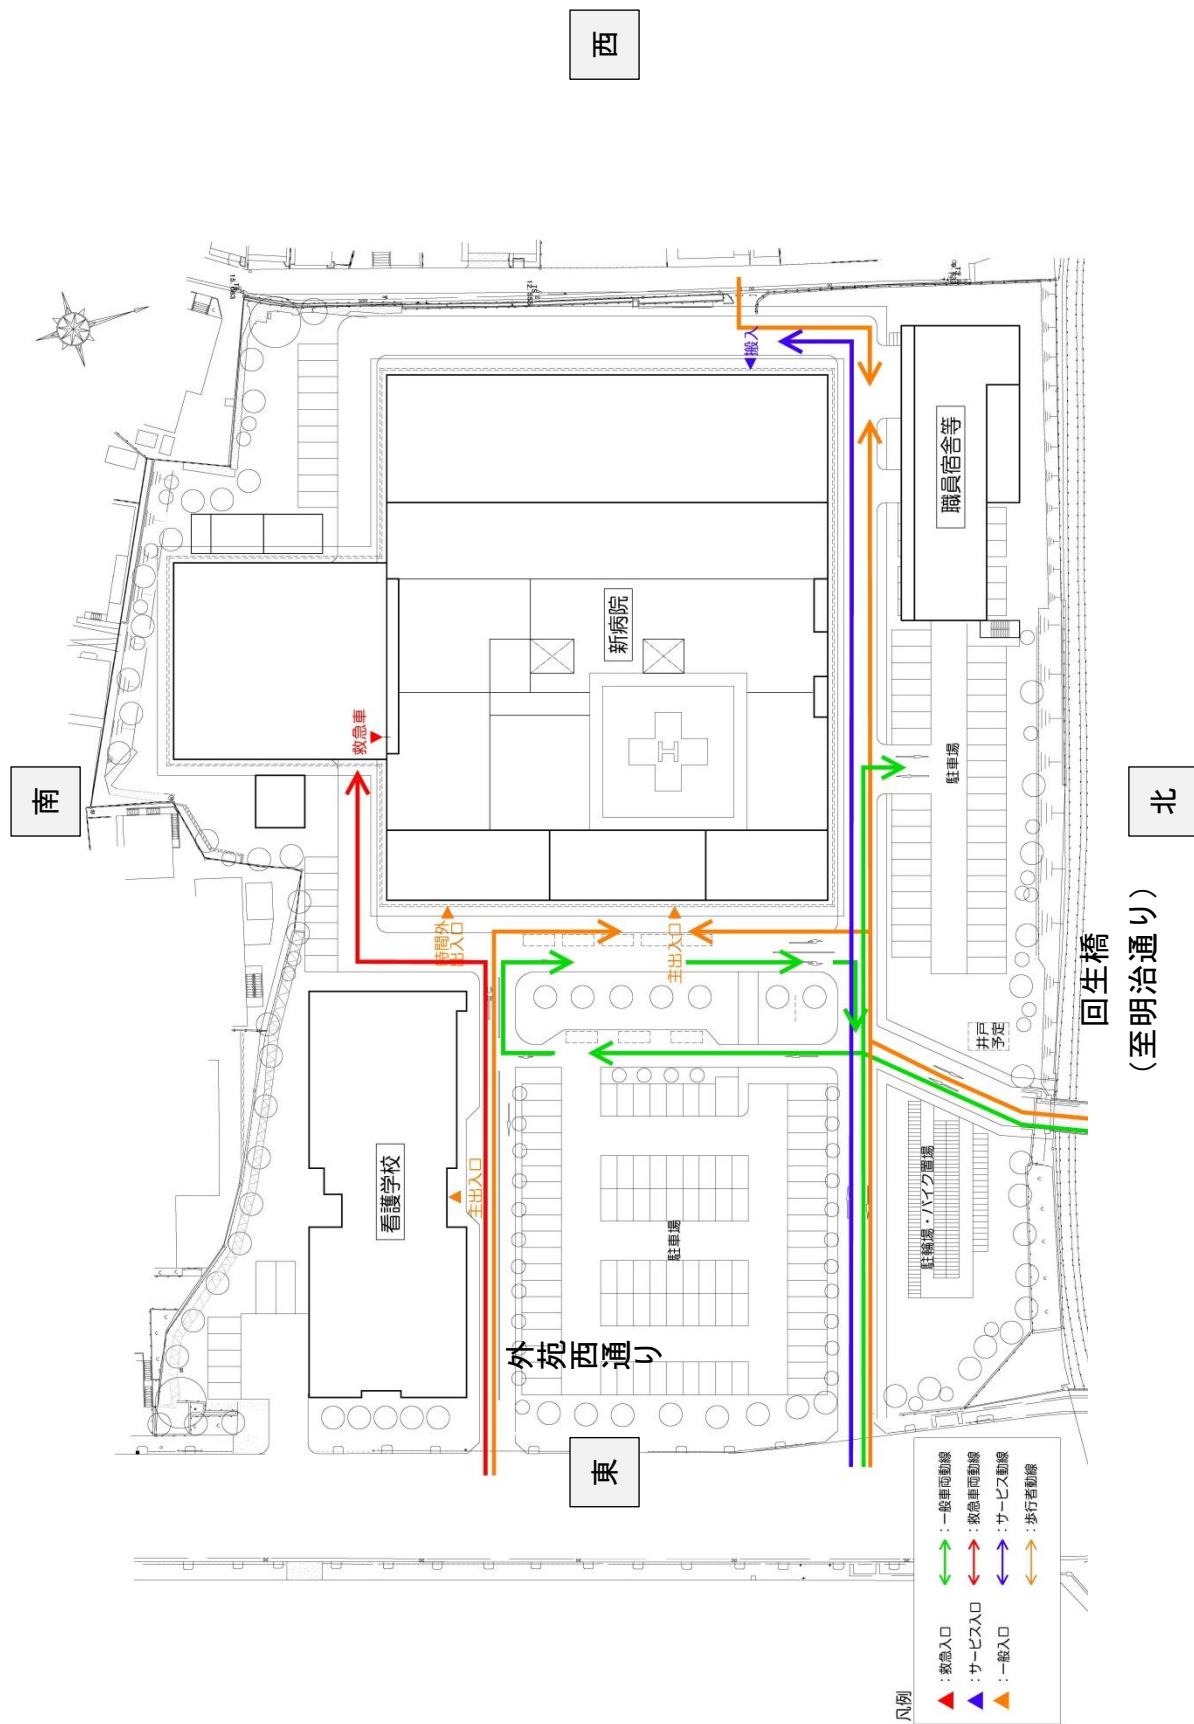 西
南
北
東
新病院
職員宿舎等
看護学校
救急車
搬入
時間外
出入口
主出入口
主出入口
駐車場
駐車場
駐輪場・バイク置場
井戸
予定
外苑西通り
回生橋
（至明治通り）
H
凡例
：救急入口
：サービス入口
：一般入口
：一般車両動線
：救急車両動線
：サービス動線
：歩行者動線